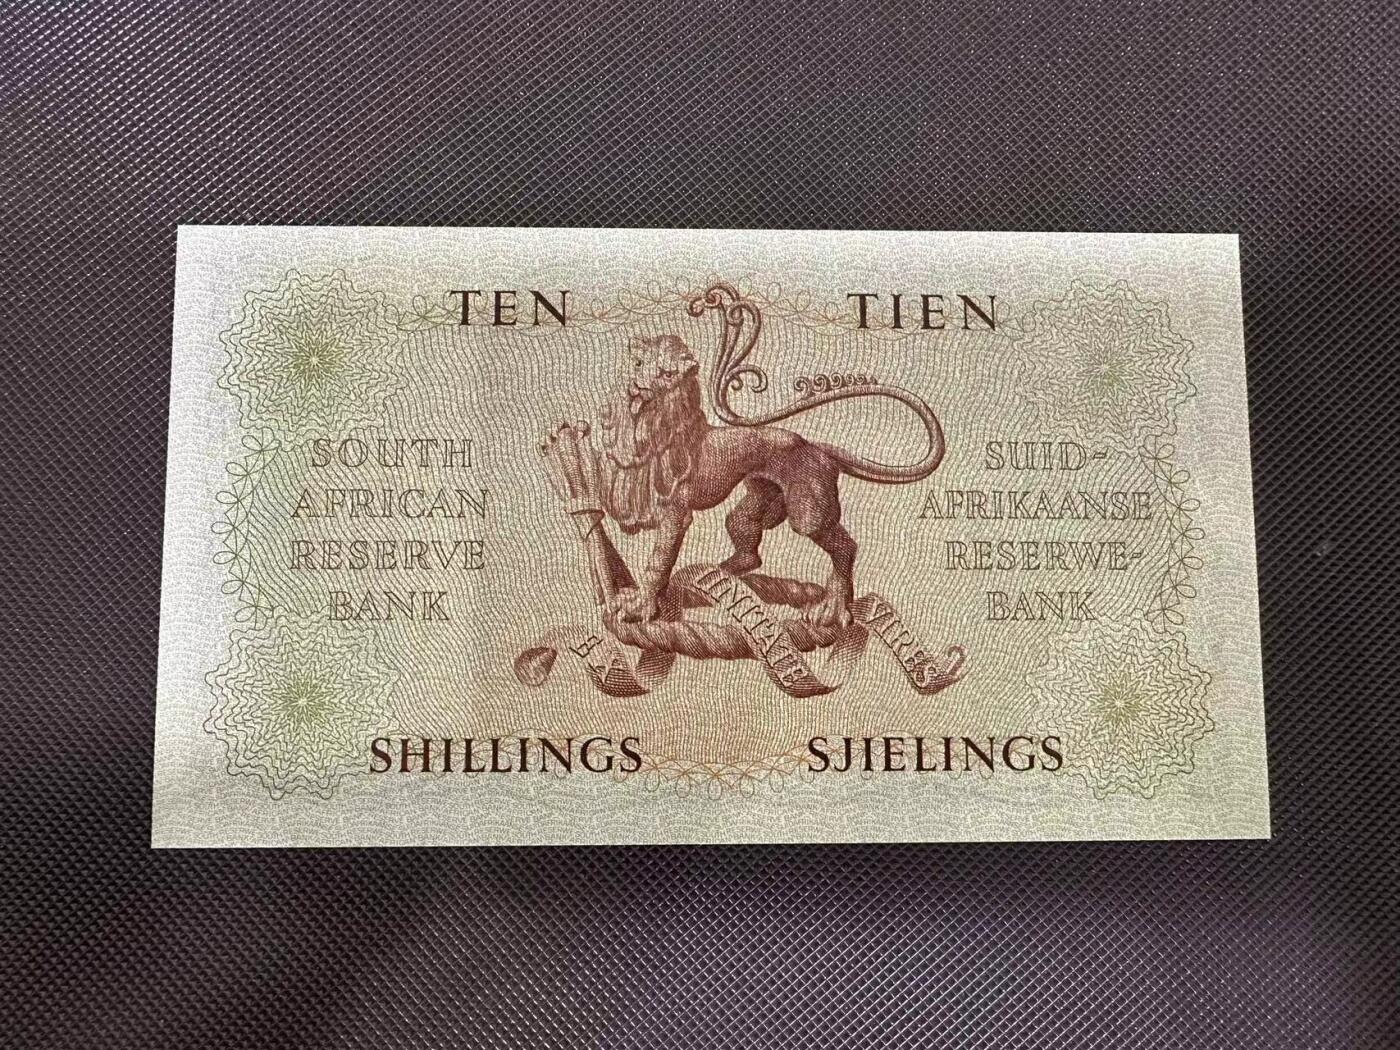 TEN
TIEN
SOUTH
AFRICAN
RESERVE
BANK
SUID-
AFRIKAANSE
RESERWE-
BANK
EX
UNITATE
VIRES
SHILLINGS
SJIELINGS